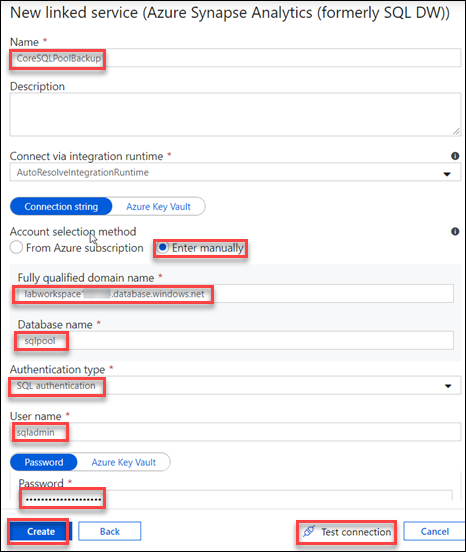 New linked service (Azure Synapse Analytics (formerly SQL DW))
Name *
CoreSQLPoolBackup
Description
Connect via integration runtime *
AutoResolveIntegrationRuntime
Connection string Azure Key Vault
Account selection method
From Azure subscription Enter manually
Fully qualified domain name *
labworkspace .database.windows.net
Database name *
sqlpool
Authentication type *
SQL authentication
User name *
sqladmin
Password Azure Key Vault
Password *
Create Back Test connection Cancel